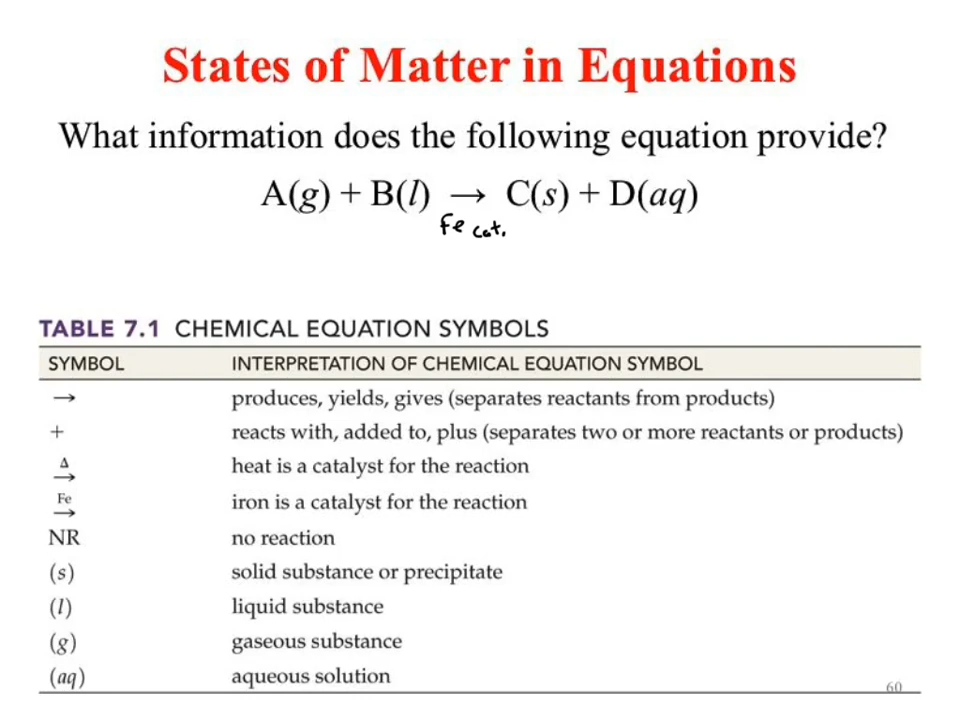 States of Matter in Equations
What information does the following equation provide?
A(g) + B(l) → C(s) + D(aq)
Fe cat.
TABLE 7.1 CHEMICAL EQUATION SYMBOLS
SYMBOL INTERPRETATION OF CHEMICAL EQUATION SYMBOL
→ produces, yields, gives (separates reactants from products)
+ reacts with, added to, plus (separates two or more reactants or products)
Δ
→ heat is a catalyst for the reaction
Fe
→ iron is a catalyst for the reaction
NR no reaction
(s) solid substance or precipitate
(l) liquid substance
(g) gaseous substance
(aq) aqueous solution
60